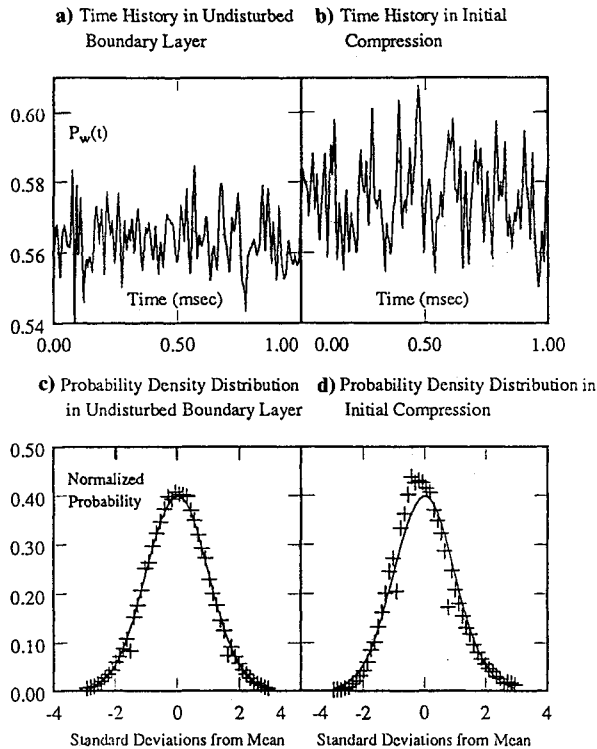 a) Time History in Undisturbed
Boundary Layer
b) Time History in Initial
Compression
0.60
0.58
0.56
0.54
Pw(t)
Time (msec)
Time (msec)
0.00
0.50
0.00
0.50
1.00
c) Probability Density Distribution
in Undisturbed Boundary Layer
d) Probability Density Distribution in
Initial Compression
0.50
0.40
0.30
0.20
0.10
0.00
Normalized
Probability
-4
-2
0
2
4
-2
0
2
4
Standard Deviations from Mean
Standard Deviations from Mean